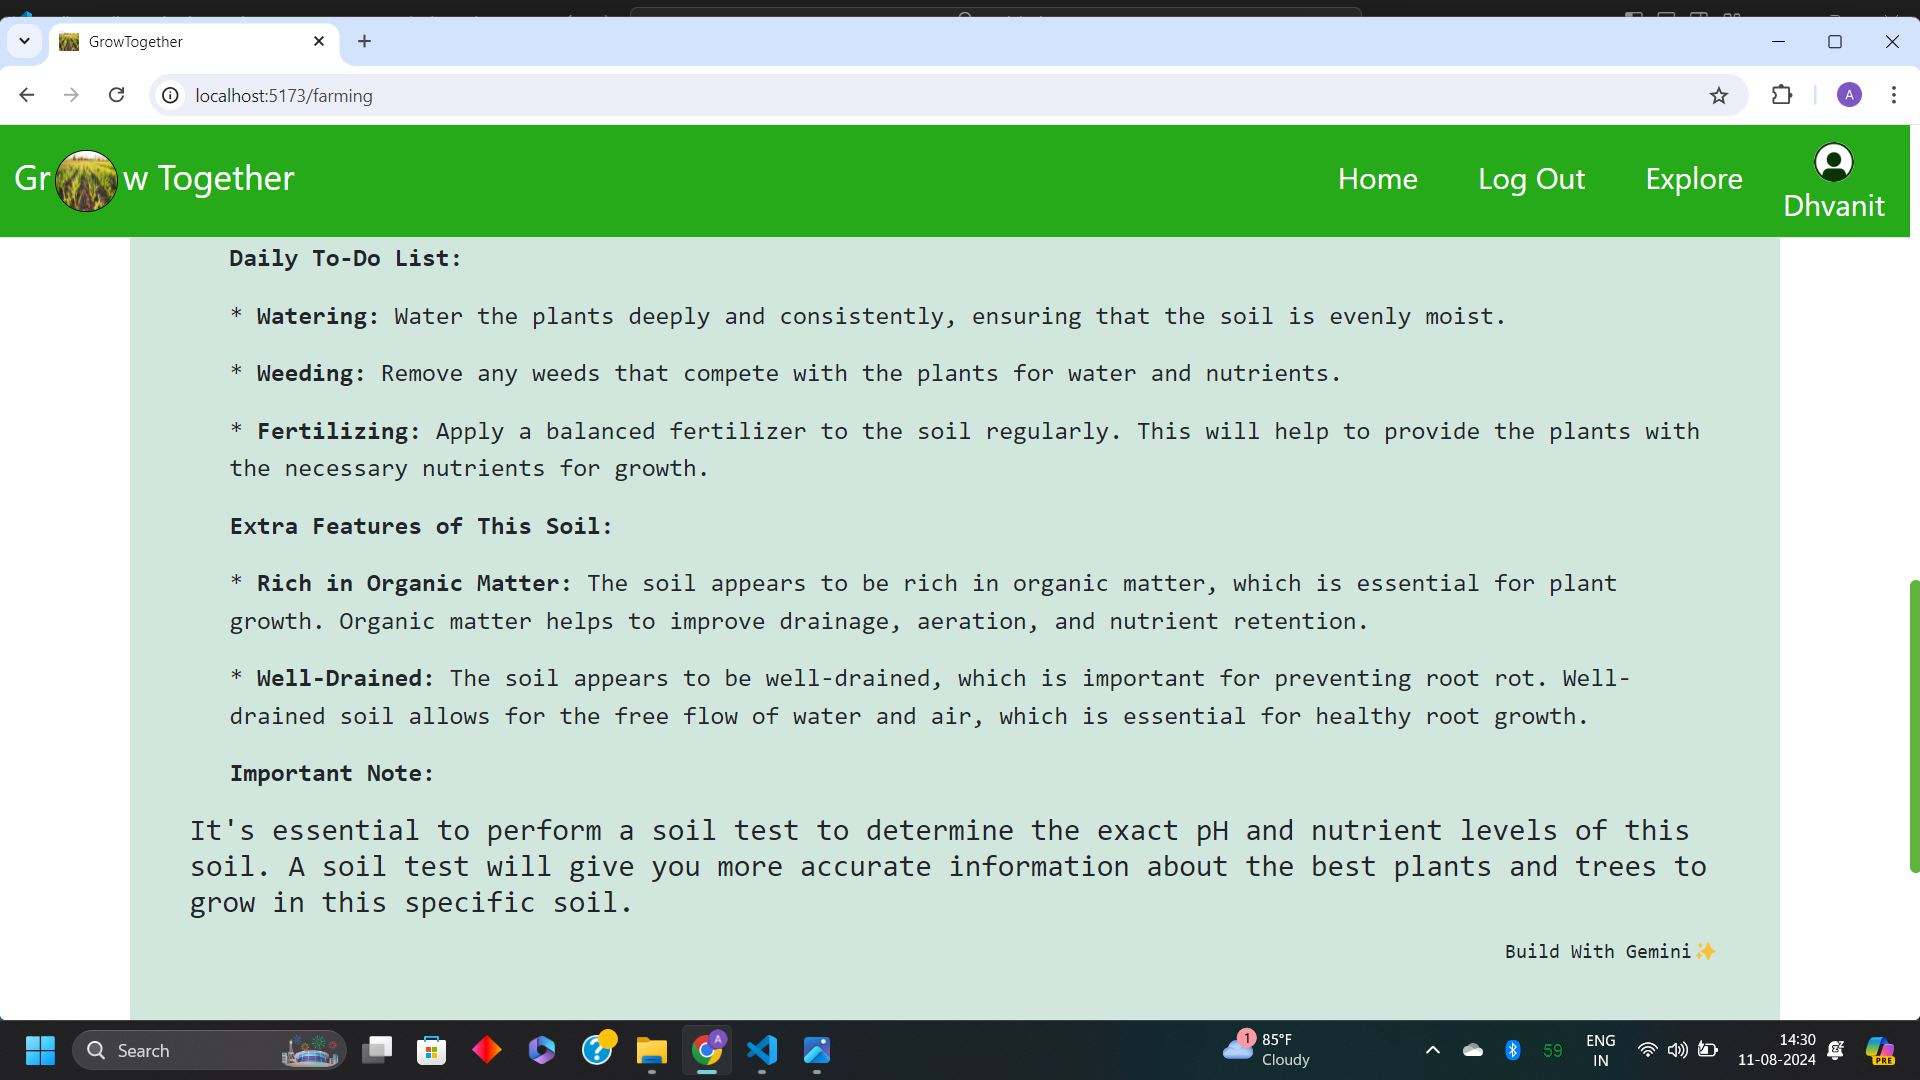 GrowTogether
localhost:5173/farming
A
Gr w Together
Home
Log Out
Explore
Dhvanit
Daily To-Do List:
* Watering: Water the plants deeply and consistently, ensuring that the soil is evenly moist.
* Weeding: Remove any weeds that compete with the plants for water and nutrients.
* Fertilizing: Apply a balanced fertilizer to the soil regularly. This will help to provide the plants with
the necessary nutrients for growth.
Extra Features of This Soil:
* Rich in Organic Matter: The soil appears to be rich in organic matter, which is essential for plant
growth. Organic matter helps to improve drainage, aeration, and nutrient retention.
* Well-Drained: The soil appears to be well-drained, which is important for preventing root rot. Well-
drained soil allows for the free flow of water and air, which is essential for healthy root growth.
Important Note:
It's essential to perform a soil test to determine the exact pH and nutrient levels of this
soil. A soil test will give you more accurate information about the best plants and trees to
grow in this specific soil.
Build With Gemini✨
Search
A
1
85°F
Cloudy
59
ENG
IN
14:30
11-08-2024
PRE